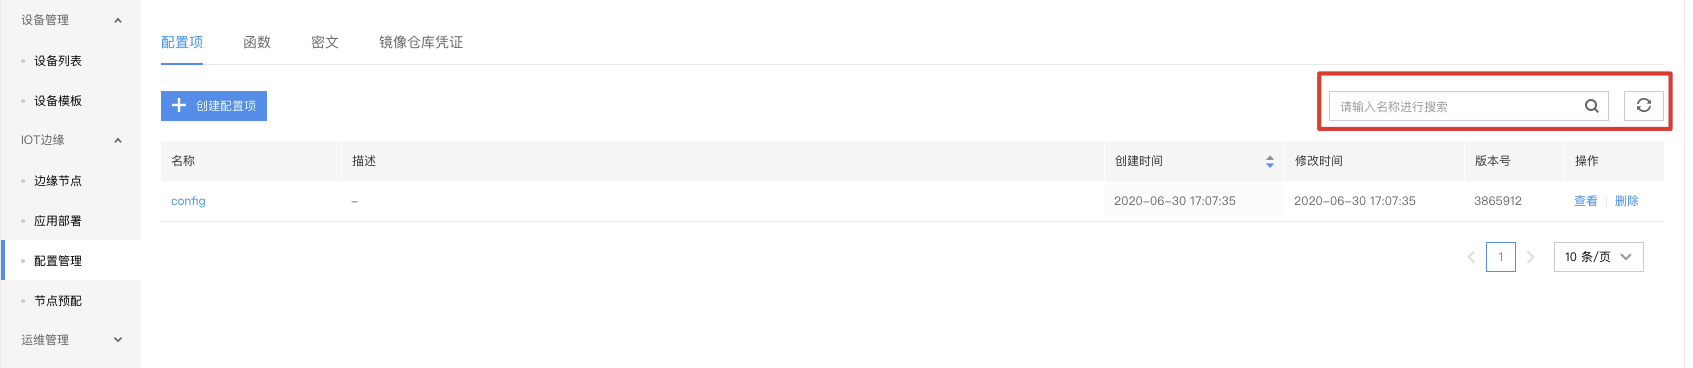 设备管理
设备列表
设备模板
IOT边缘
边缘节点
应用部署
配置管理
节点预配
运维管理
配置项 函数 密文 镜像仓库凭证
创建配置项
请输入名称进行搜索
名称 描述 创建时间 修改时间 版本号 操作
config – 2020-06-30 17:07:35 2020-06-30 17:07:35 3865912 查看 删除
1 10 条/页